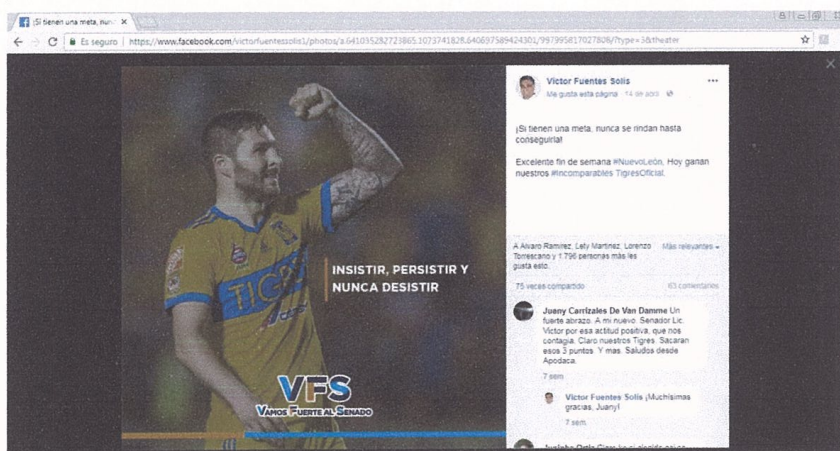 ¡Si tienen una meta, nunc
Es seguro | https://www.facebook.com/victorfuentessolis1/photos/a.641035292723865.1073741828.640697589424301/997995817027808/?type=3&theater
TIGRES
INSISTIR, PERSISTIR Y
NUNCA DESISTIR
VFS
VAMOS FUERTE AL SENADO
Víctor Fuentes Solís
Me gusta esta página · 14 de abril
¡Si tienen una meta, nunca se rindan hasta
conseguirla!
Excelente fin de semana #NuevoLeón, Hoy ganan
nuestros #Incomparables TigresOficial.
A Alvaro Ramirez, Lety Martinez, Lorenzo
Torrescano y 1.796 personas más les
gusta esto.
Más relevantes
75 veces compartido
63 comentarios
Juany Carrizales De Van Damme Un
fuerte abrazo. A mi nuevo. Senador Lic.
Victor por esa actitud positiva, que nos
contagia. Claro nuestros Tigres. Sacaran
esos 3 puntos. Y mas. Saludos desde
Apodaca.
7 sem
Víctor Fuentes Solís ¡Muchísimas
gracias, Juany!
7 sem